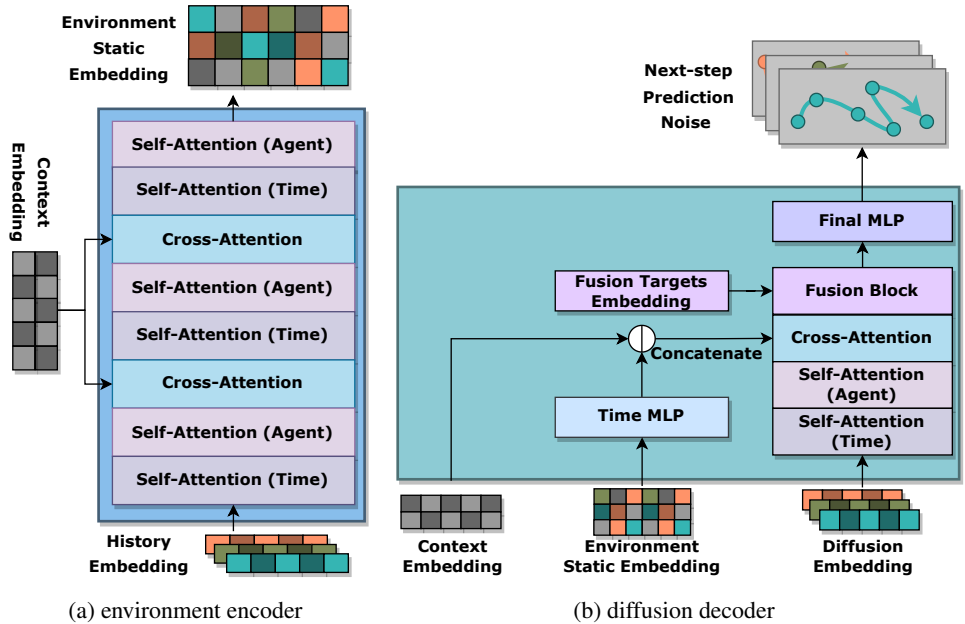 Environment
Static
Embedding
Self-Attention (Agent)
Self-Attention (Time)
Cross-Attention
Self-Attention (Agent)
Self-Attention (Time)
Cross-Attention
Self-Attention (Agent)
Self-Attention (Time)
Context
Embedding
History
Embedding
(a) environment encoder
Next-step
Prediction
Noise
Final MLP
Fusion Targets
Embedding
Fusion Block
Concatenate
Cross-Attention
Self-Attention
(Agent)
Time MLP
Self-Attention
(Time)
Context
Embedding
Environment
Static Embedding
Diffusion
Embedding
(b) diffusion decoder